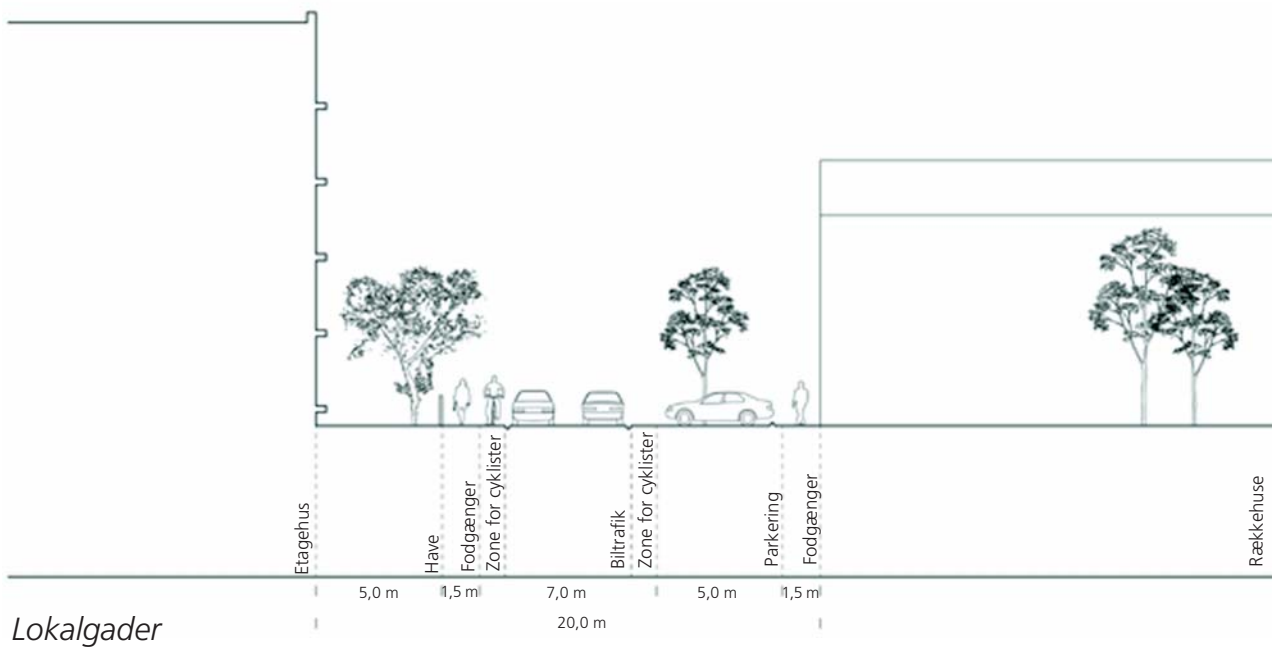 Etagehus
Have
Fodgænger
Zone for cyklister
Biltrafik
Zone for cyklister
Parkering
Fodgænger
Rækkehuse
5,0 m
1,5 m
7,0 m
5,0 m
1,5 m
20,0 m
Lokalgader